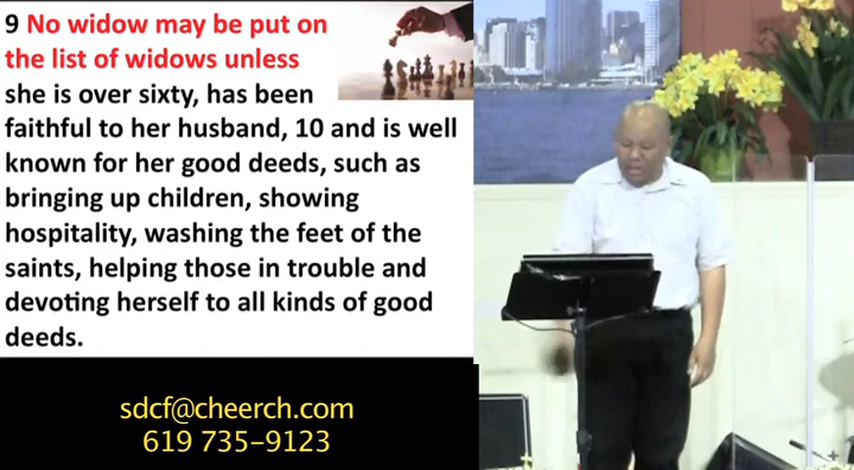 9 No widow may be put on
the list of widows unless
she is over sixty, has been
faithful to her husband, 10 and is well
known for her good deeds, such as
bringing up children, showing
hospitality, washing the feet of the
saints, helping those in trouble and
devoting herself to all kinds of good
deeds.
sdcf@cheerch.com
619 735-9123